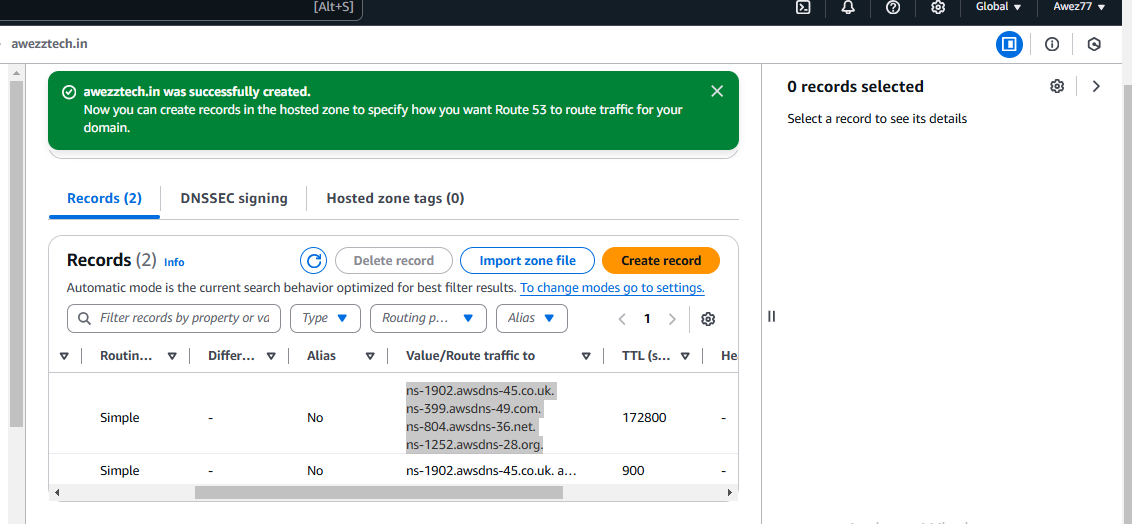 [Alt+S]
Global
Awez77
awezztech.in
awezztech.in was successfully created.
Now you can create records in the hosted zone to specify how you want Route 53 to route traffic for your
domain.
0 records selected
Select a record to see its details
Records (2)
DNSSEC signing
Hosted zone tags (0)
Records (2) Info
Delete record
Import zone file
Create record
Automatic mode is the current search behavior optimized for best filter results. To change modes go to settings.
Filter records by property or va
Type
Routing p...
Alias
1
Routin...
Differ...
Alias
Value/Route traffic to
TTL (s...
He
Simple
-
No
ns-1902.awsdns-45.co.uk.
ns-399.awsdns-49.com.
ns-804.awsdns-36.net.
ns-1252.awsdns-28.org.
172800
-
Simple
-
No
ns-1902.awsdns-45.co.uk. a...
900
-